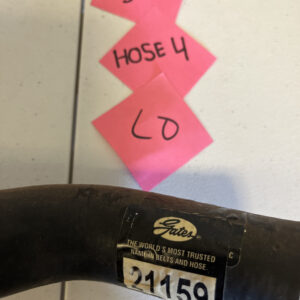 HOSE 4
LO
Gates
THE WORLD'S MOST TRUSTED
NAME IN BELTS AND HOSE.
C
21159